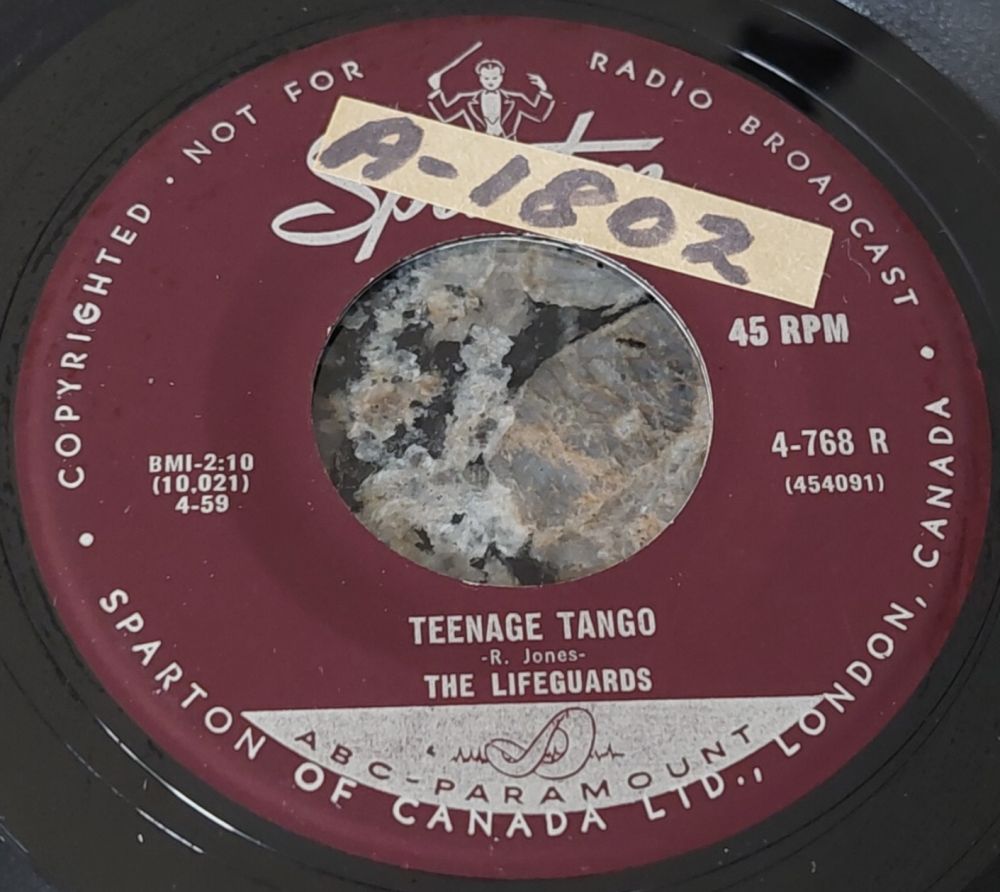 COPYRIGHTED · NOT FOR RADIO BROADCAST
A-1802
45 RPM
4-768 R
(454091)
BMI-2:10
(10,021)
4-59
TEENAGE TANGO
-R. Jones-
THE LIFEGUARDS
ABC-PARAMOUNT
SPARTON OF CANADA LTD., LONDON, CANADA